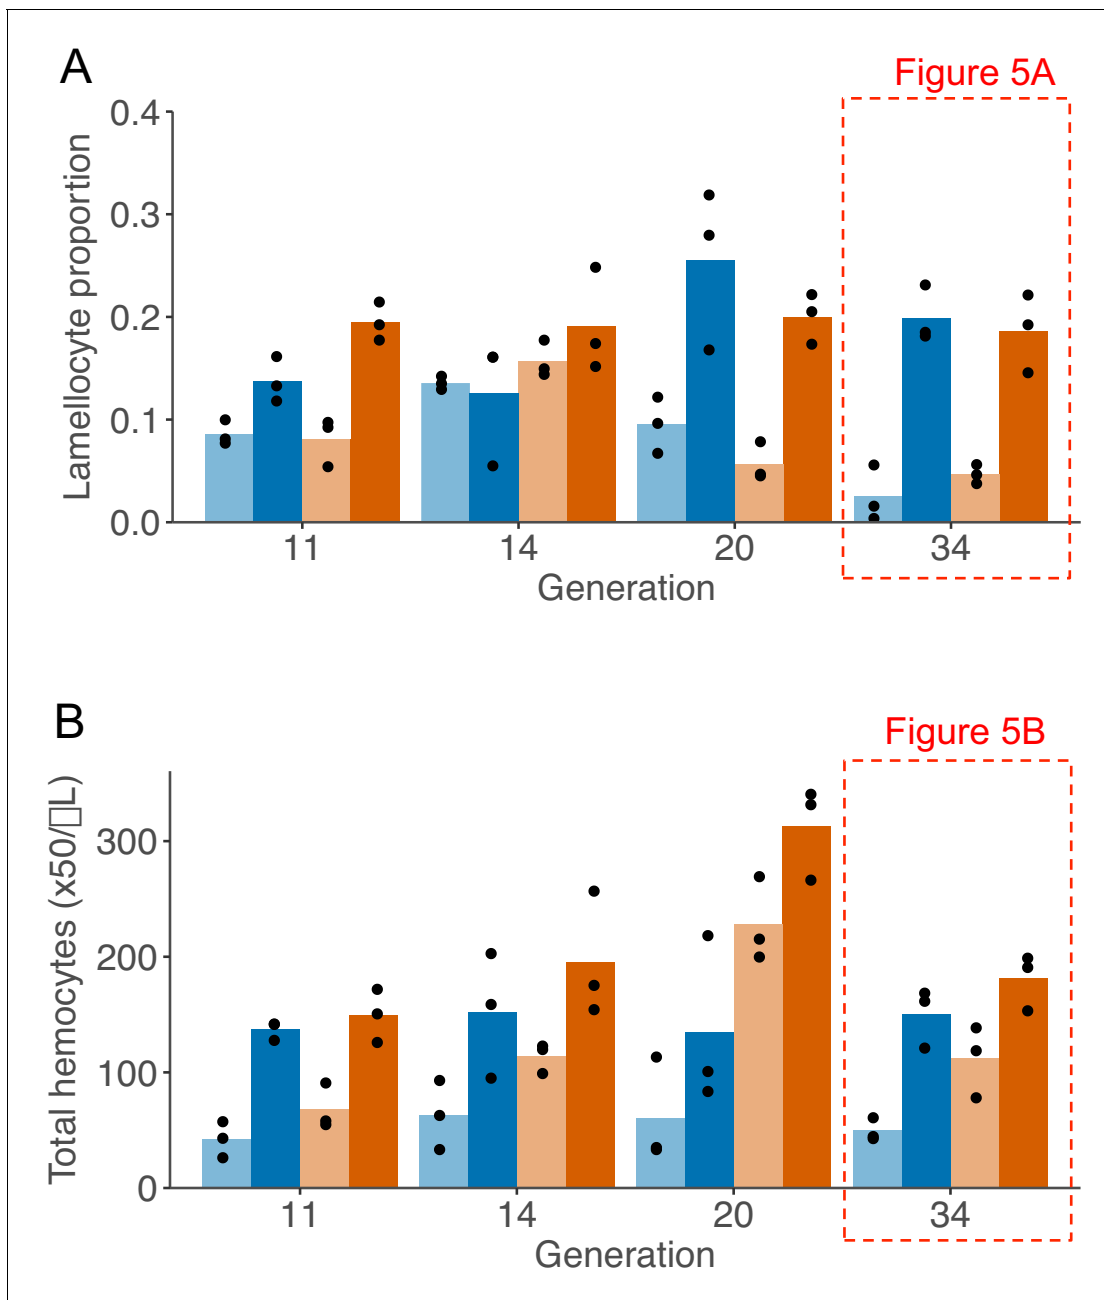 A
Figure 5A
Lamellocyte proportion
0.4
0.3
0.2
0.1
0.0
11 14 20 34
Generation
B
Figure 5B
Total hemocytes (x50/□L)
300
200
100
0
11 14 20 34
Generation